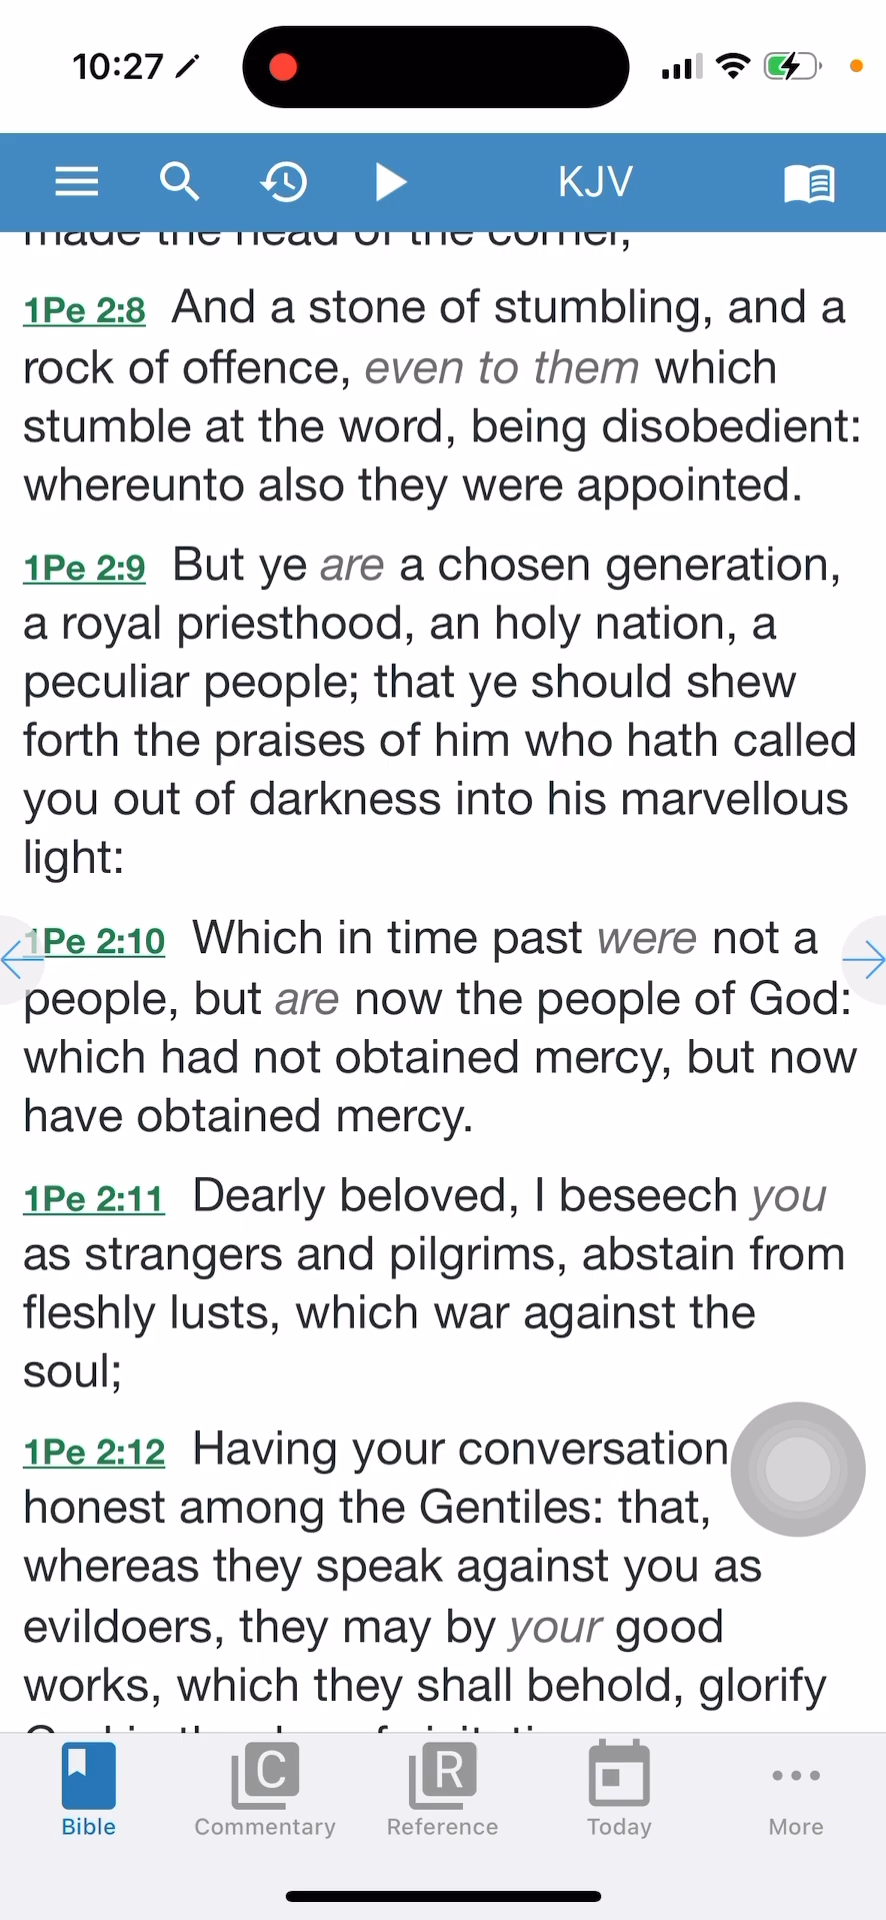 10:27
KJV
made the head of the corner,
1Pe 2:8 And a stone of stumbling, and a
rock of offence, even to them which
stumble at the word, being disobedient:
whereunto also they were appointed.
1Pe 2:9 But ye are a chosen generation,
a royal priesthood, an holy nation, a
peculiar people; that ye should shew
forth the praises of him who hath called
you out of darkness into his marvellous
light:
1Pe 2:10 Which in time past were not a
people, but are now the people of God:
which had not obtained mercy, but now
have obtained mercy.
1Pe 2:11 Dearly beloved, I beseech you
as strangers and pilgrims, abstain from
fleshly lusts, which war against the
soul;
1Pe 2:12 Having your conversation
honest among the Gentiles: that,
whereas they speak against you as
evildoers, they may by your good
works, which they shall behold, glorify
C
R
Bible
Commentary
Reference
Today
More